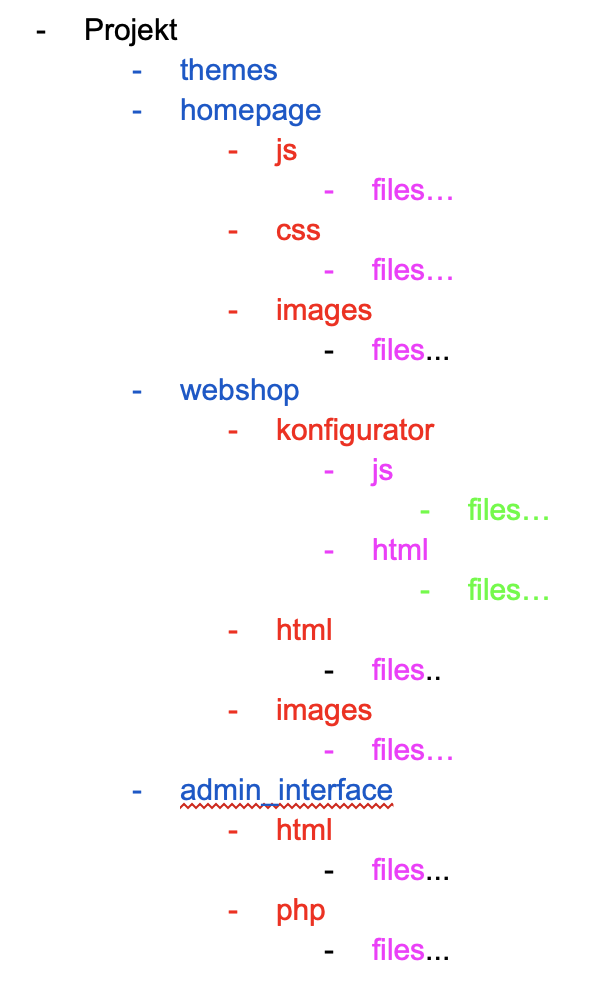 - Projekt
- themes
- homepage
- js
- files...
- css
- files...
- images
- files...
- webshop
- konfigurator
- js
- files...
- html
- files...
- html
- files..
- images
- files...
- admin_interface
- html
- files...
- php
- files...